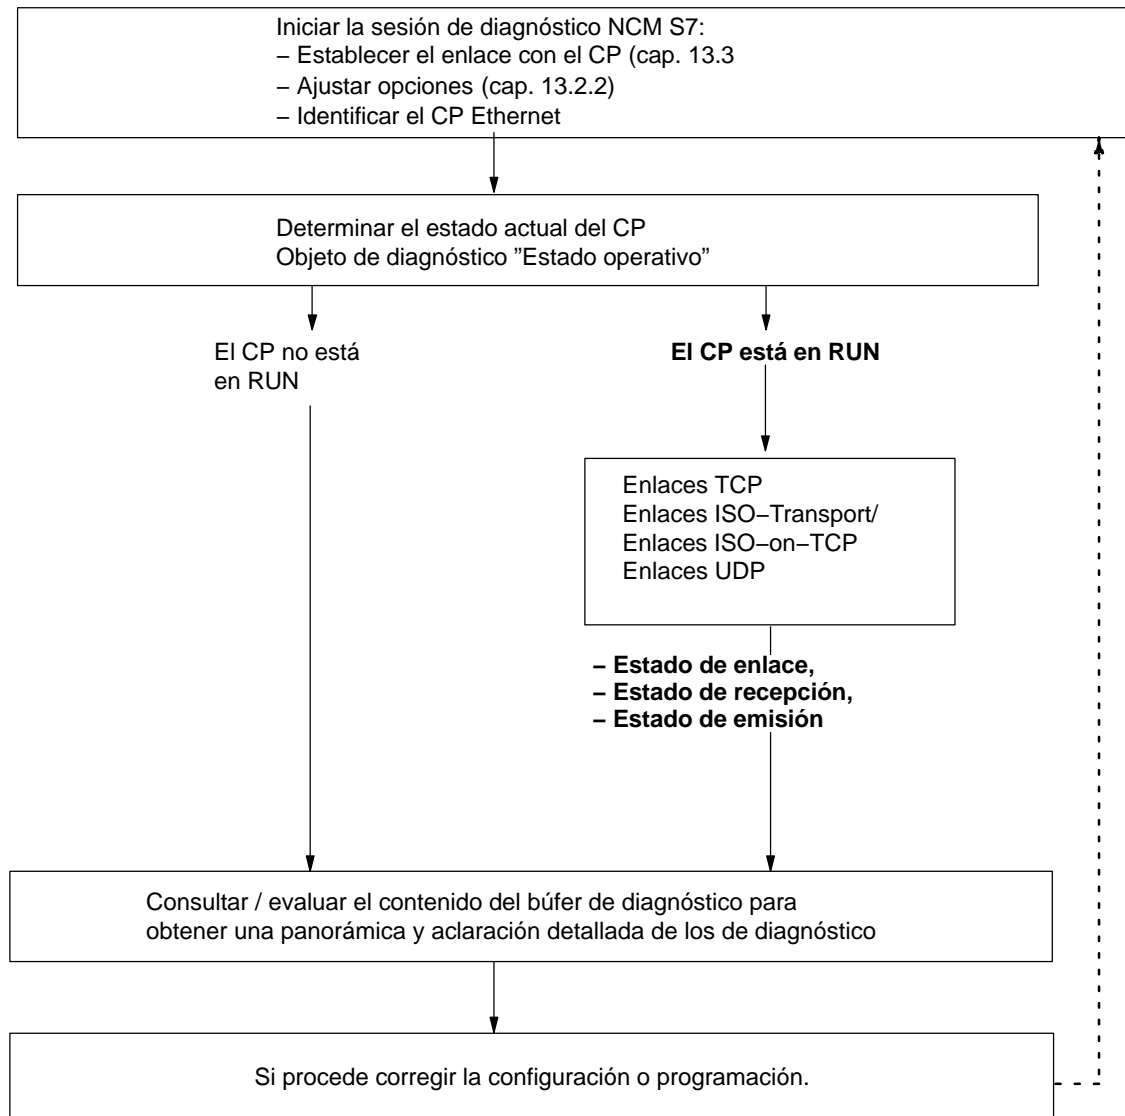 Iniciar la sesión de diagnóstico NCM S7:
– Establecer el enlace con el CP (cap. 13.3
– Ajustar opciones (cap. 13.2.2)
– Identificar el CP Ethernet
Determinar el estado actual del CP
Objeto de diagnóstico ”Estado operativo”
El CP no está
en RUN
El CP está en RUN
Enlaces TCP
Enlaces ISO–Transport/
Enlaces ISO–on–TCP
Enlaces UDP
– Estado de enlace,
– Estado de recepción,
– Estado de emisión
Consultar / evaluar el contenido del búfer de diagnóstico para
obtener una panorámica y aclaración detallada de los de diagnóstico
Si procede corregir la configuración o programación.